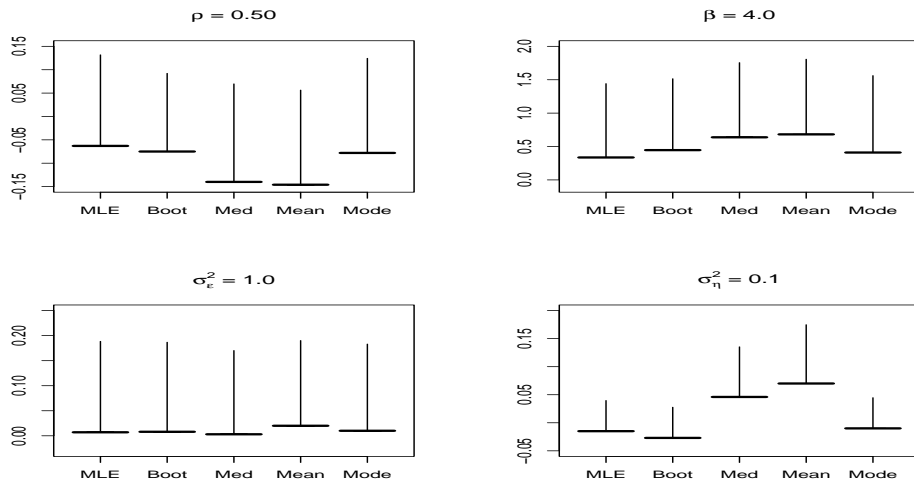 ρ = 0.50
0.15
0.05
−0.05
−0.15
MLE Boot Med Mean Mode
β = 4.0
2.0
1.5
1.0
0.5
0.0
MLE Boot Med Mean Mode
σ²_ε = 1.0
0.20
0.10
0.00
MLE Boot Med Mean Mode
σ²_η = 0.1
0.15
0.05
−0.05
MLE Boot Med Mean Mode